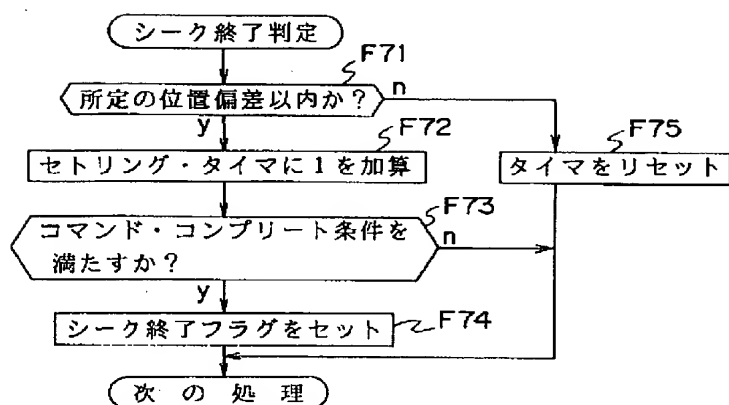 シーク終了判定
F71
所定の位置偏差以内か？
n
y
F72
F75
セトリング・タイマに1を加算
タイマをリセット
F73
コマンド・コンプリート条件を
満たすか？
n
y
シーク終了フラグをセット
F74
次の処理